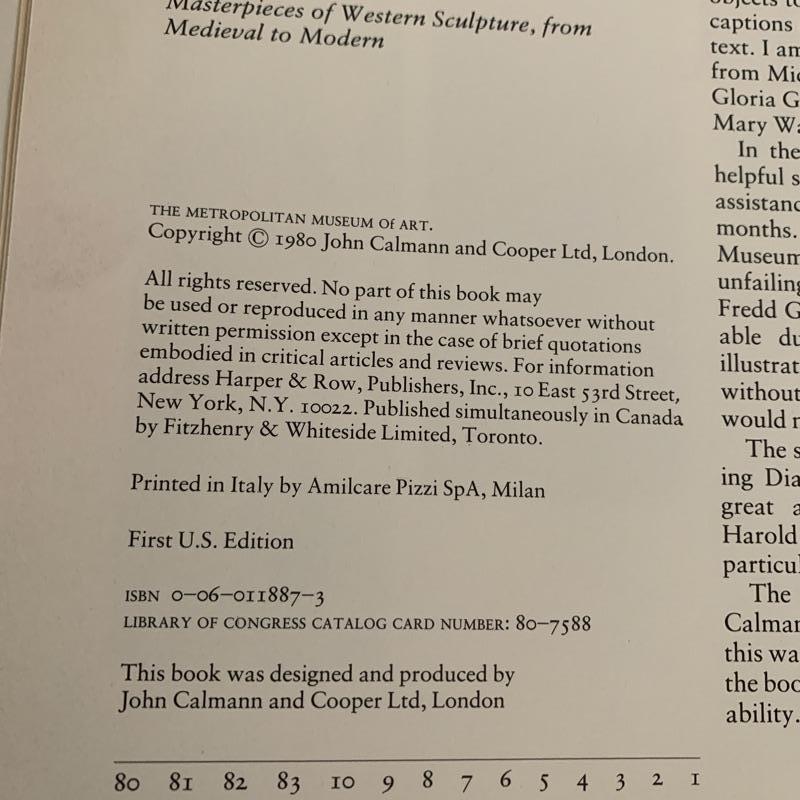 Masterpieces of Western Sculpture, from
Medieval to Modern
THE METROPOLITAN MUSEUM Of ART.
Copyright © 1980 John Calmann and Cooper Ltd, London.
All rights reserved. No part of this book may
be used or reproduced in any manner whatsoever without
written permission except in the case of brief quotations
embodied in critical articles and reviews. For information
address Harper & Row, Publishers, Inc., 10 East 53rd Street,
New York, N.Y. 10022. Published simultaneously in Canada
by Fitzhenry & Whiteside Limited, Toronto.
Printed in Italy by Amilcare Pizzi SpA, Milan
First U.S. Edition
ISBN 0-06-011887-3
LIBRARY OF CONGRESS CATALOG CARD NUMBER: 80-7588
This book was designed and produced by
John Calmann and Cooper Ltd, London
80 81 82 83 10 9 8 7 6 5 4 3 2 1
objects to
captions
text. I am
from Mic
Gloria G
Mary Wa
In the
helpful s
assistanc
months.
Museum
unfailing
Fredd G
able du
illustrat
without
would r
The s
ing Dia
great a
Harold
particul
The
Calmar
this wa
the boo
ability.